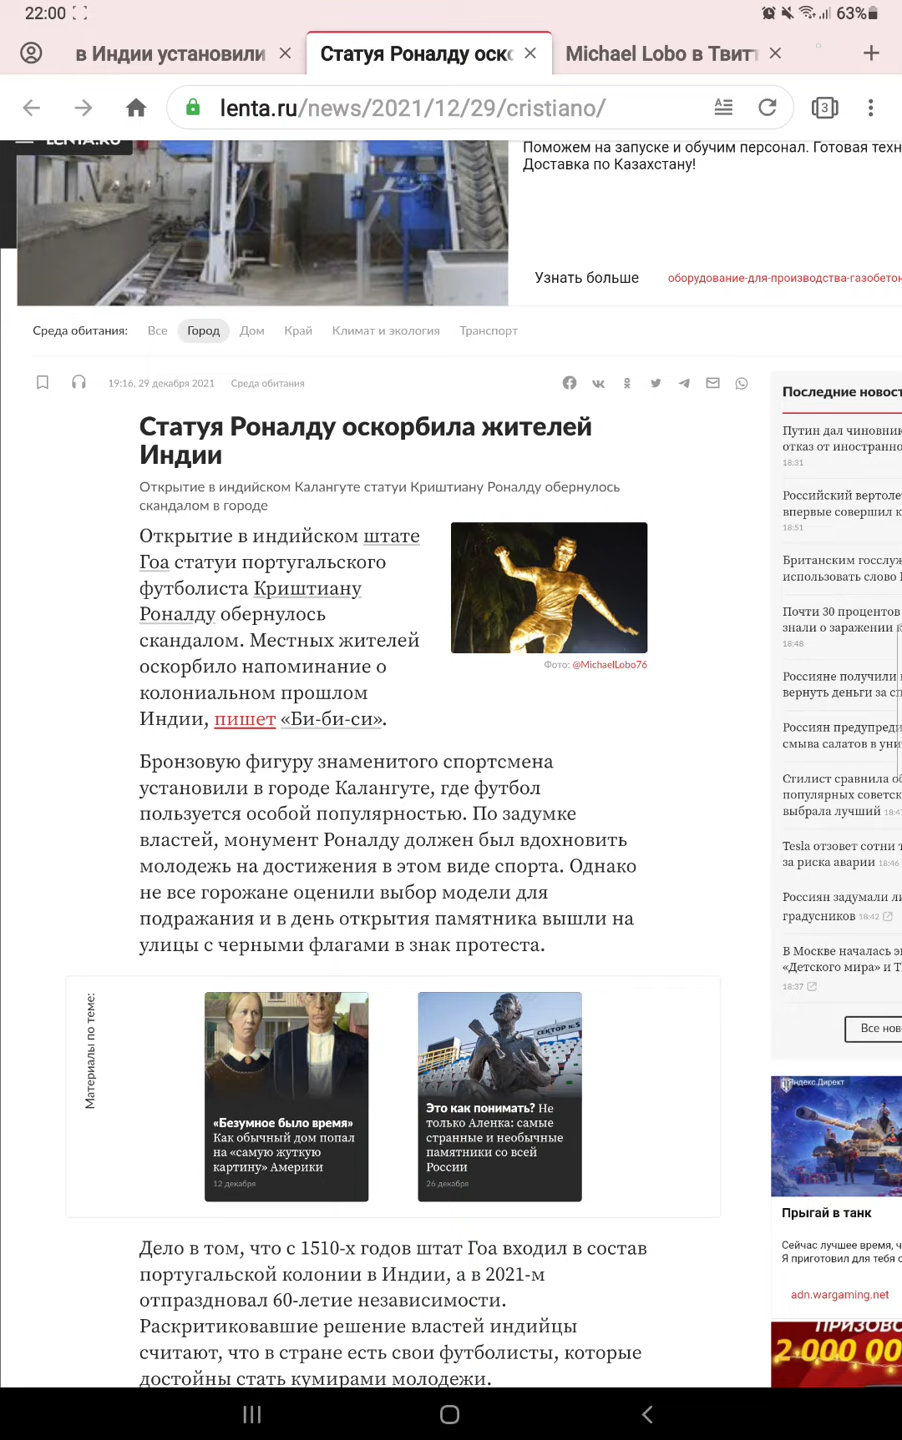 22:00
63%
в Индии установили
Статуя Роналду оск
Michael Lobo в Твитт
lenta.ru/news/2021/12/29/cristiano/
3
LENTA.RU
Поможем на запуске и обучим персонал. Готовая техн
Доставка по Казахстану!
Узнать больше
оборудование-для-производства-газобетон
Среда обитания: Все Город Дом Край Климат и экология Транспорт
19:16, 29 декабря 2021 Среда обитания
Статуя Роналду оскорбила жителей
Индии
Открытие в индийском Калангуте статуи Криштиану Роналду обернулось
скандалом в городе
Открытие в индийском штате
Гоа статуи португальского
футболиста Криштиану
Роналду обернулось
скандалом. Местных жителей
оскорбило напоминание о
колониальном прошлом
Индии, пишет «Би-би-си».
Фото: @MichaelLobo76
Бронзовую фигуру знаменитого спортсмена
установили в городе Калангуте, где футбол
пользуется особой популярностью. По задумке
властей, монумент Роналду должен был вдохновить
молодежь на достижения в этом виде спорта. Однако
не все горожане оценили выбор модели для
подражания и в день открытия памятника вышли на
улицы с черными флагами в знак протеста.
Материалы по теме:
«Безумное было время»
Как обычный дом попал
на «самую жуткую
картину» Америки
12 декабря
СЕКТОР №5
Это как понимать? Не
только Аленка: самые
странные и необычные
памятники со всей
России
26 декабря
Дело в том, что с 1510-х годов штат Гоа входил в состав
португальской колонии в Индии, а в 2021-м
отпраздновал 60-летие независимости.
Раскритиковавшие решение властей индийцы
считают, что в стране есть свои футболисты, которые
достойны стать кумирами молодежи.
Последние новост
Путин дал чиновник
отказ от иностранно
18:31
Российский вертоле
впервые совершил к
18:51
Британским госслуж
использовать слово
Почти 30 процентов
знали о заражении
18:48
Россияне получили
вернуть деньги за сп
Россиян предупреди
смыва салатов в уни
Стилист сравнила об
популярных советск
выбрала лучший 18:47
Tesla отзовет сотни т
за риска аварии 18:46
Россиян задумали ли
градусников 18:42
В Москве началась э
«Детского мира» и Т
18:37
Все нов
Яндекс.Директ
Прыгай в танк
Сейчас лучшее время, ч
Я приготовил для тебя с
adn.wargaming.net
ПРИЗОВО
2 000 00